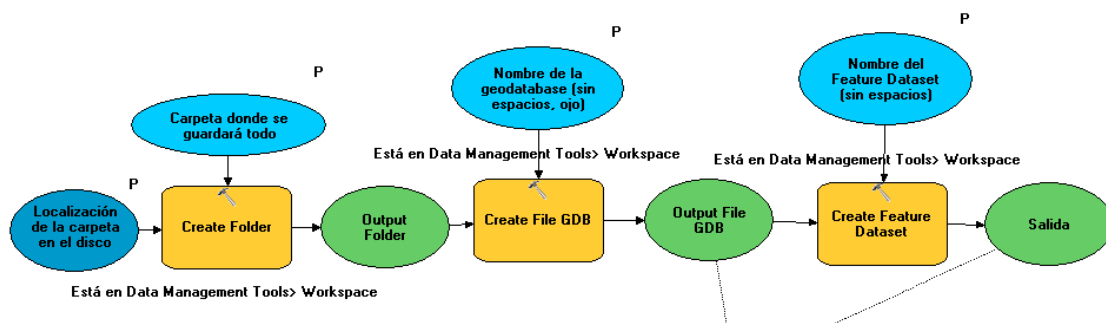 P
P
P
Nombre de la
geodatabase (sin
espacios, ojo)
Nombre del
Feature Dataset
(sin espacios)
Carpeta donde se
guardará todo
Está en Data Management Tools> Workspace
Está en Data Management Tools> Workspace
P
Localización
de la carpeta
en el disco
Create Folder
Output
Folder
Create File GDB
Output File
GDB
Create Feature
Dataset
Salida
Está en Data Management Tools> Workspace